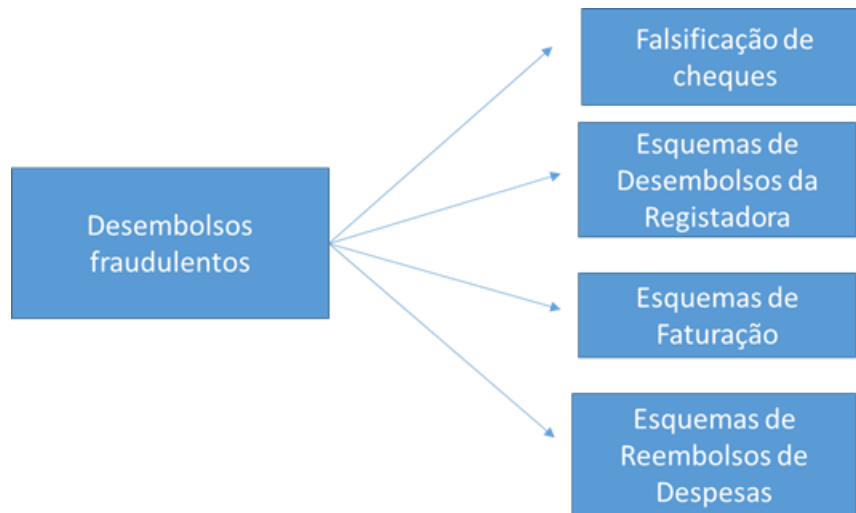 Desembolsos
fraudulentos
Falsificação de
cheques
Esquemas de
Desembolsos da
Registadora
Esquemas de
Faturação
Esquemas de
Reembolsos de
Despesas